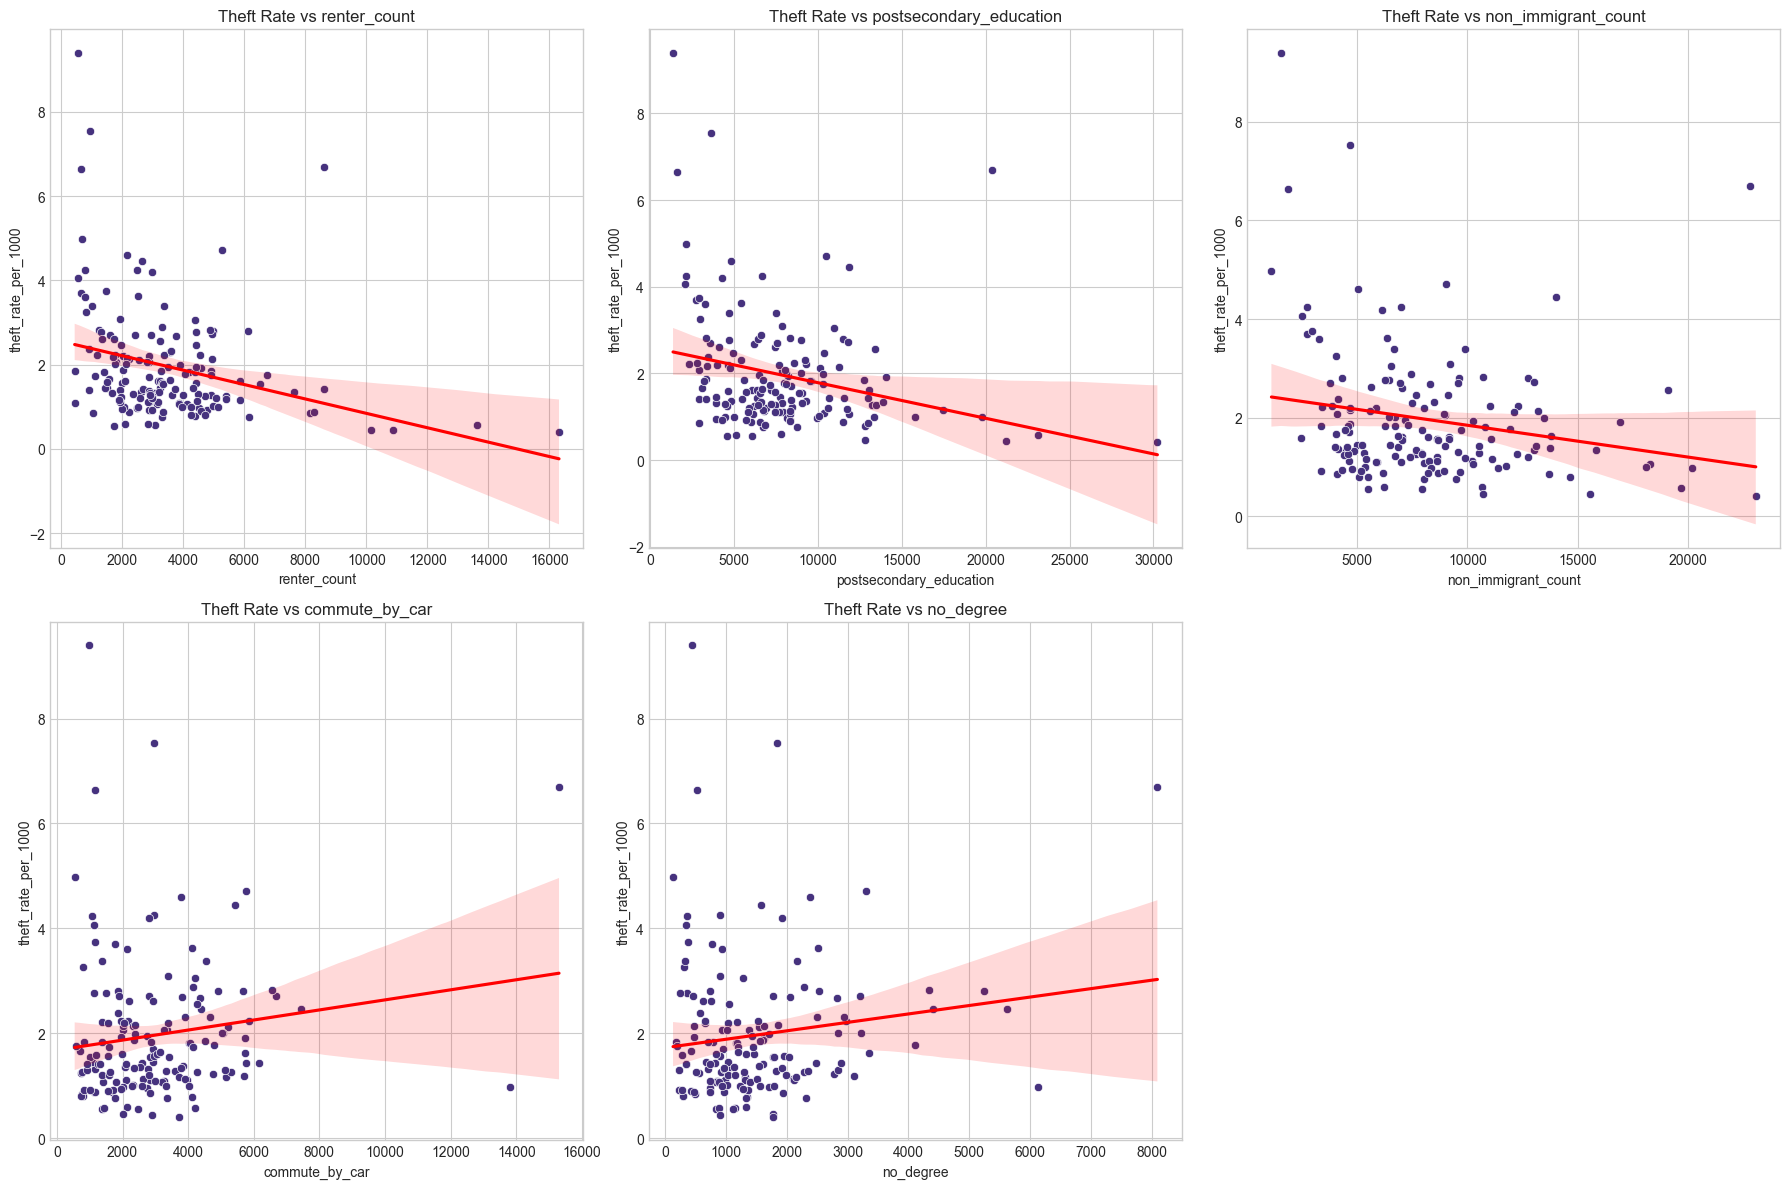 Theft Rate vs renter_count
theft_rate_per_1000
8
6
4
2
0
−2
0 2000 4000 6000 8000 10000 12000 14000 16000
renter_count
Theft Rate vs postsecondary_education
theft_rate_per_1000
8
6
4
2
0
−2
0 5000 10000 15000 20000 25000 30000
postsecondary_education
Theft Rate vs non_immigrant_count
theft_rate_per_1000
8
6
4
2
0
5000 10000 15000 20000
non_immigrant_count
Theft Rate vs commute_by_car
theft_rate_per_1000
8
6
4
2
0
0 2000 4000 6000 8000 10000 12000 14000 16000
commute_by_car
Theft Rate vs no_degree
theft_rate_per_1000
8
6
4
2
0
0 1000 2000 3000 4000 5000 6000 7000 8000
no_degree